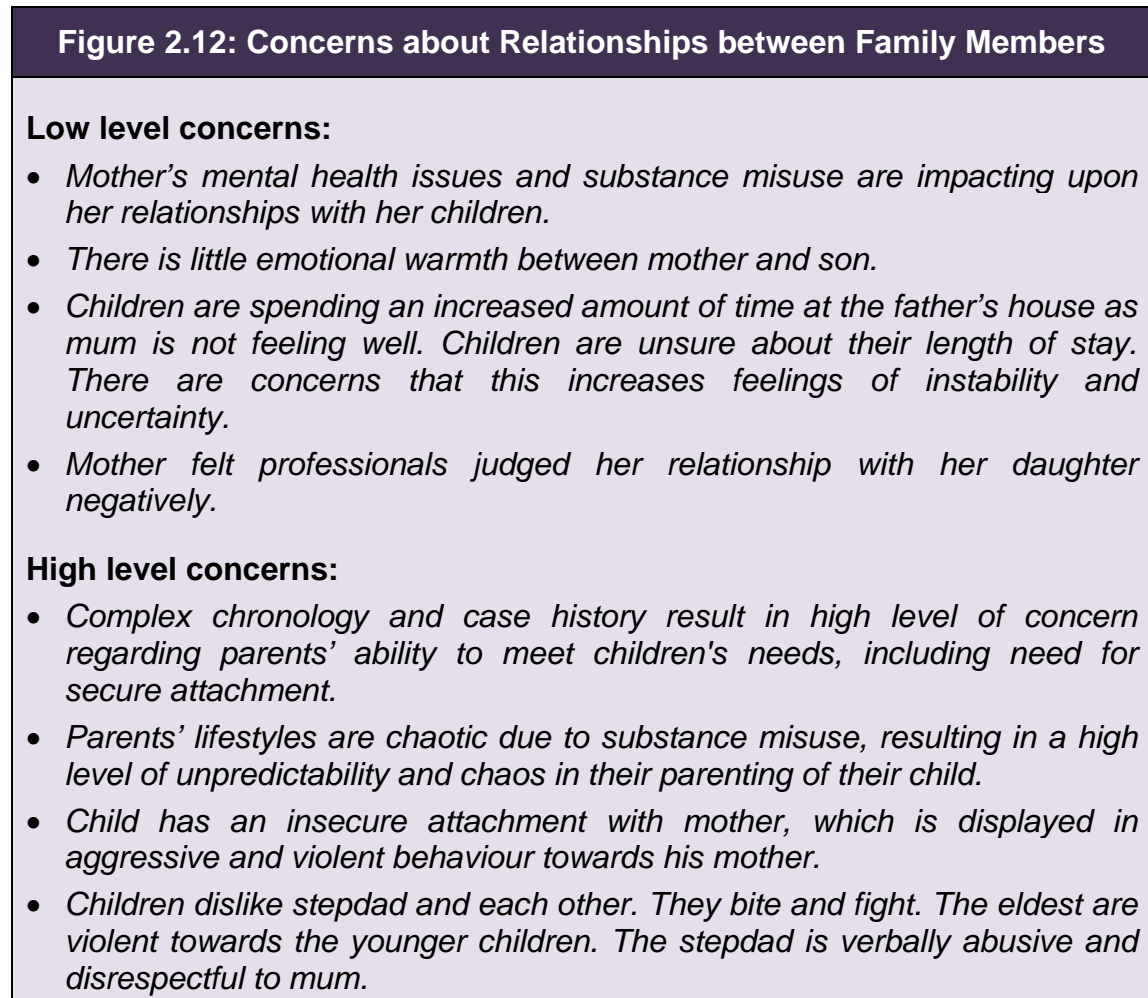 Figure 2.12: Concerns about Relationships between Family Members
Low level concerns:
• Mother’s mental health issues and substance misuse are impacting upon
her relationships with her children.
• There is little emotional warmth between mother and son.
• Children are spending an increased amount of time at the father’s house as
mum is not feeling well. Children are unsure about their length of stay.
There are concerns that this increases feelings of instability and
uncertainty.
• Mother felt professionals judged her relationship with her daughter
negatively.
High level concerns:
• Complex chronology and case history result in high level of concern
regarding parents’ ability to meet children's needs, including need for
secure attachment.
• Parents’ lifestyles are chaotic due to substance misuse, resulting in a high
level of unpredictability and chaos in their parenting of their child.
• Child has an insecure attachment with mother, which is displayed in
aggressive and violent behaviour towards his mother.
• Children dislike stepdad and each other. They bite and fight. The eldest are
violent towards the younger children. The stepdad is verbally abusive and
disrespectful to mum.